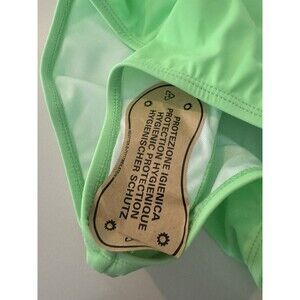 PROTEZIONE IGIENICA
PROTECTION HYGIENIQUE
HYGIENIC PROTECTION
HYGIENISCHER SCHUTZ